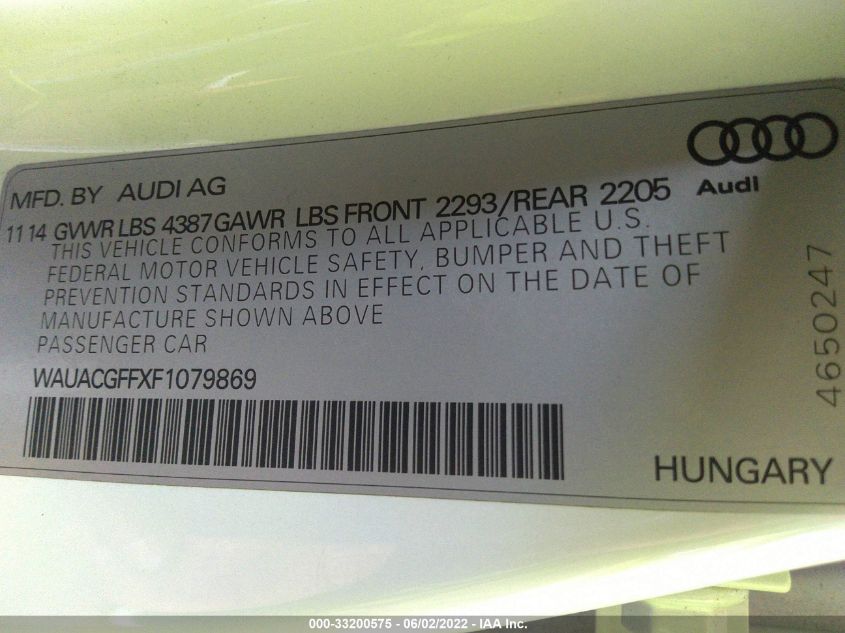 MFD. BY AUDI AG
Audi
11 14 GVWR LBS 4387 GAWR LBS FRONT 2293/REAR 2205
THIS VEHICLE CONFORMS TO ALL APPLICABLE U.S.
FEDERAL MOTOR VEHICLE SAFETY, BUMPER AND THEFT
PREVENTION STANDARDS IN EFFECT ON THE DATE OF
MANUFACTURE SHOWN ABOVE
PASSENGER CAR
WAUACGFFXF1079869
4650247
HUNGARY
000-33200575 - 06/02/2022 - IAA Inc.